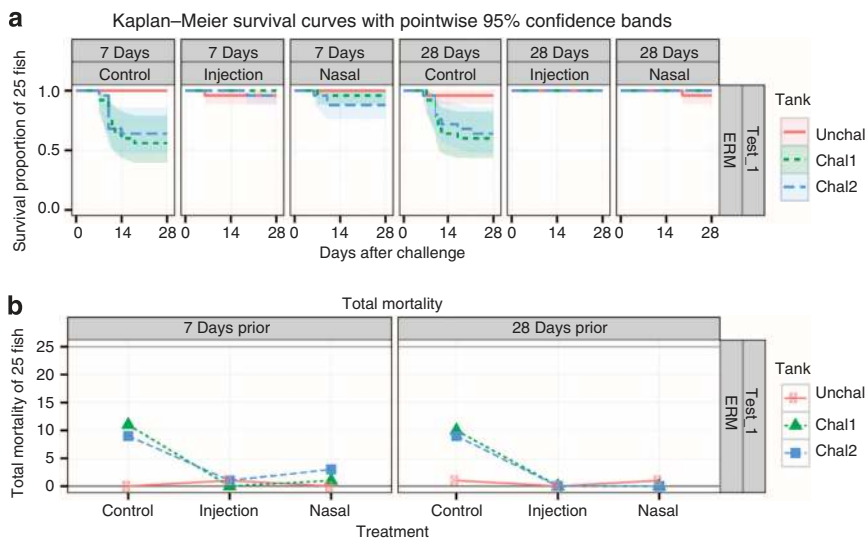 a
Kaplan–Meier survival curves with pointwise 95% confidence bands
7 Days 7 Days 7 Days 28 Days 28 Days 28 Days
Control Injection Nasal Control Injection Nasal
Survival proportion of 25 fish
1.0
0.5
0.0
0 14 28 0 14 28 0 14 28 0 14 28 0 14 28 0 14 28
Days after challenge
Test_1
ERM
Tank
Unchal
Chal1
Chal2
b
Total mortality
7 Days prior 28 Days prior
Total mortality of 25 fish
25
20
15
10
5
0
Control Injection Nasal Control Injection Nasal
Treatment
Test_1
ERM
Tank
Unchal
Chal1
Chal2